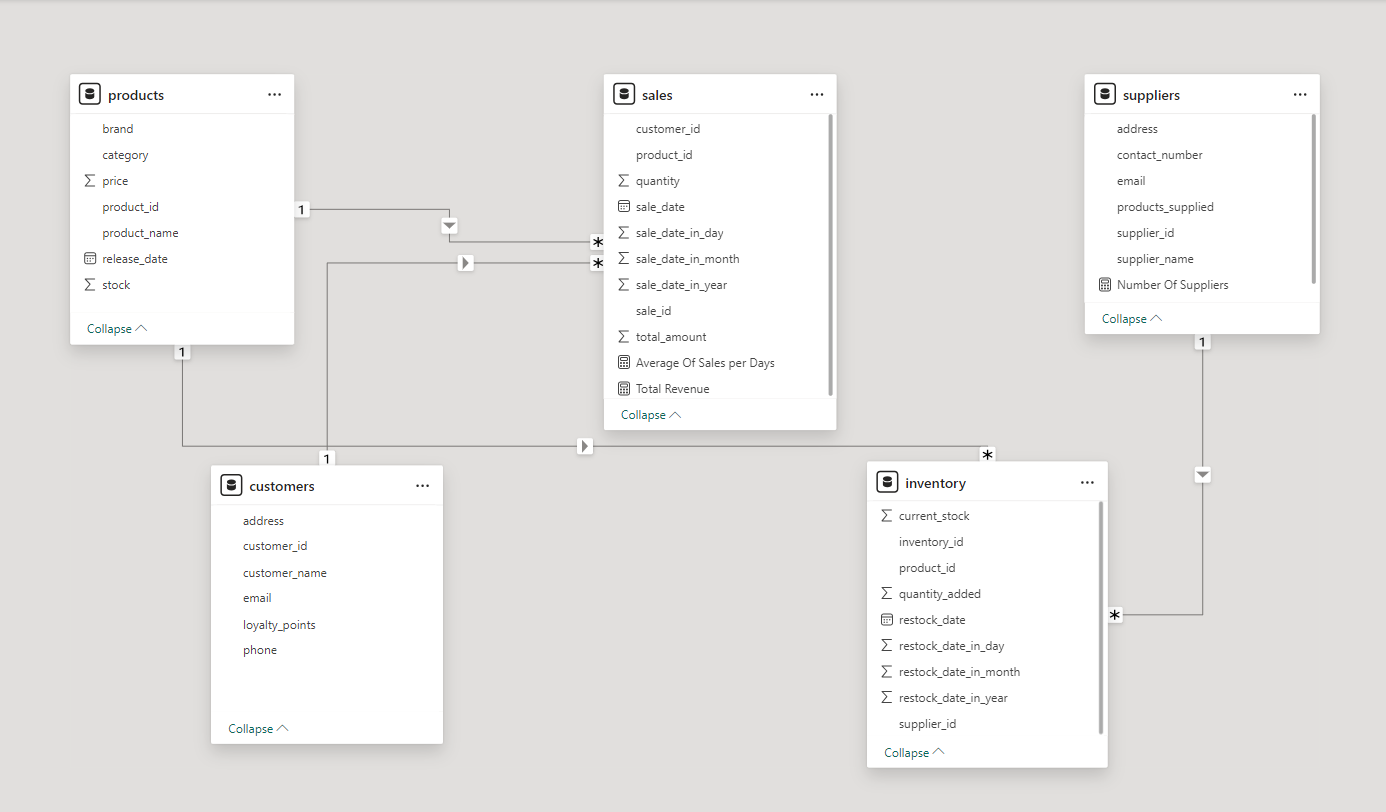 products
brand
category
price
product_id
product_name
release_date
stock
Collapse
sales
customer_id
product_id
quantity
sale_date
sale_date_in_day
sale_date_in_month
sale_date_in_year
sale_id
total_amount
Average Of Sales per Days
Total Revenue
Collapse
suppliers
address
contact_number
email
products_supplied
supplier_id
supplier_name
Number Of Suppliers
Collapse
1
*
*
1
1
1
*
*
customers
address
customer_id
customer_name
email
loyalty_points
phone
Collapse
inventory
current_stock
inventory_id
product_id
quantity_added
restock_date
restock_date_in_day
restock_date_in_month
restock_date_in_year
supplier_id
Collapse